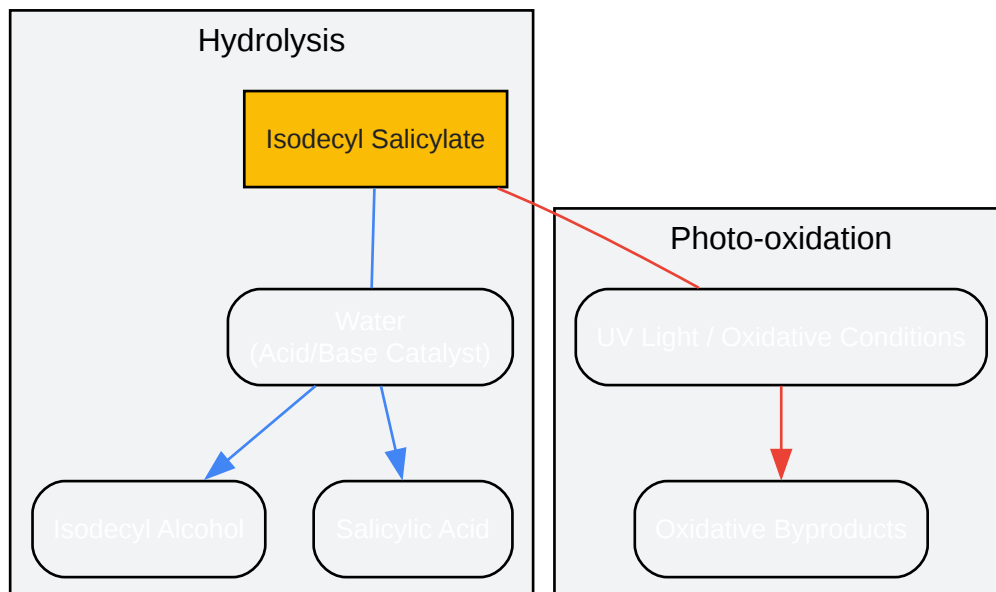 Hydrolysis
Isodecyl Salicylate
Photo-oxidation
Water
(Acid/Base Catalyst)
UV Light / Oxidative Conditions
Isodecyl Alcohol
Salicylic Acid
Oxidative Byproducts